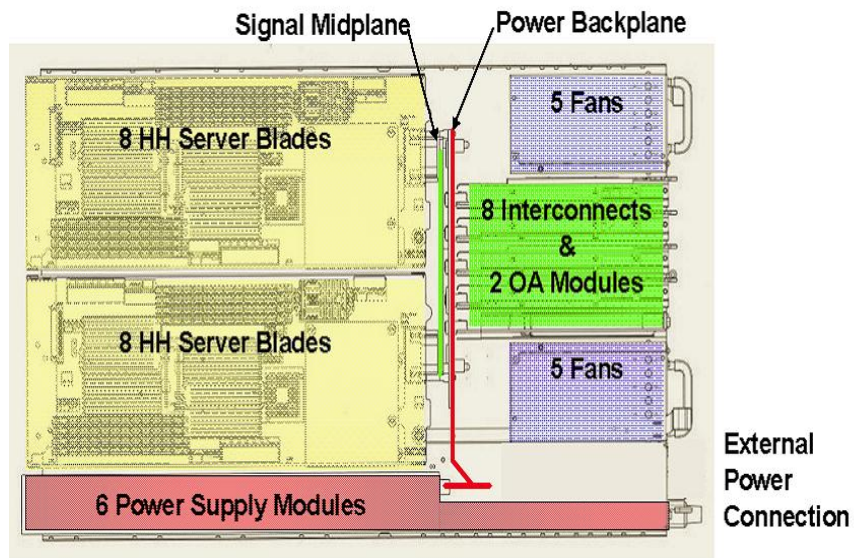 Signal Midplane
Power Backplane
8 HH Server Blades
5 Fans
8 Interconnects
&
2 OA Modules
8 HH Server Blades
5 Fans
6 Power Supply Modules
External
Power
Connection